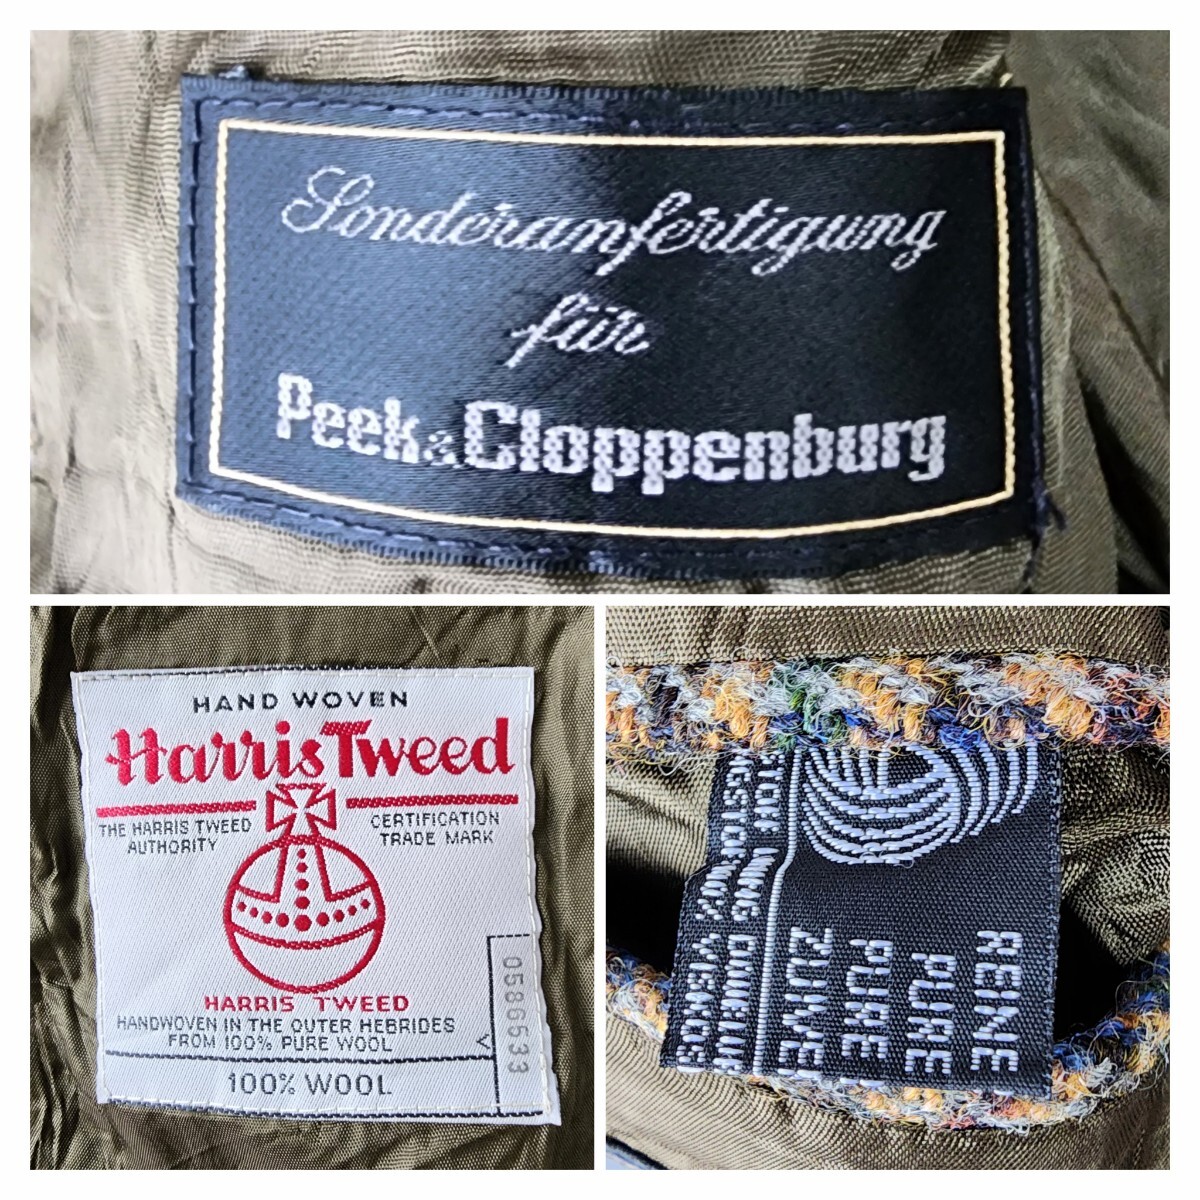 Sonderanfertigung
für
Peek & Cloppenburg
HAND WOVEN
Harris Tweed
THE HARRIS TWEED
AUTHORITY
CERTIFICATION
TRADE MARK
HARRIS TWEED
HANDWOVEN IN THE OUTER HEBRIDES
FROM 100% PURE WOOL
100% WOOL
0586533
REINE
PURE
PURE